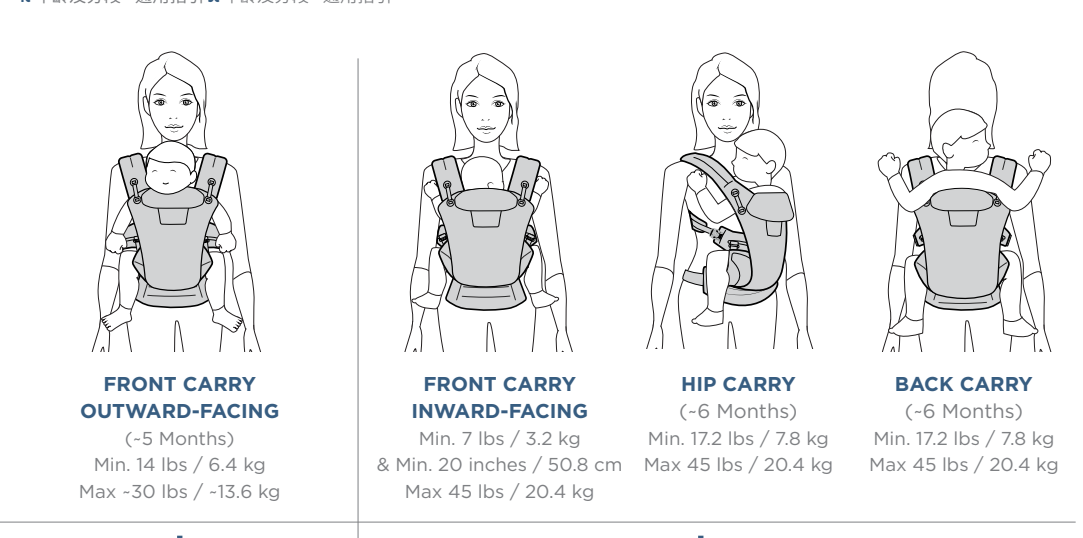 FRONT CARRY
OUTWARD-FACING
(~5 Months)
Min. 14 lbs / 6.4 kg
Max ~30 lbs / ~13.6 kg
FRONT CARRY
INWARD-FACING
Min. 7 lbs / 3.2 kg
& Min. 20 inches / 50.8 cm
Max 45 lbs / 20.4 kg
HIP CARRY
(~6 Months)
Min. 17.2 lbs / 7.8 kg
Max 45 lbs / 20.4 kg
BACK CARRY
(~6 Months)
Min. 17.2 lbs / 7.8 kg
Max 45 lbs / 20.4 kg